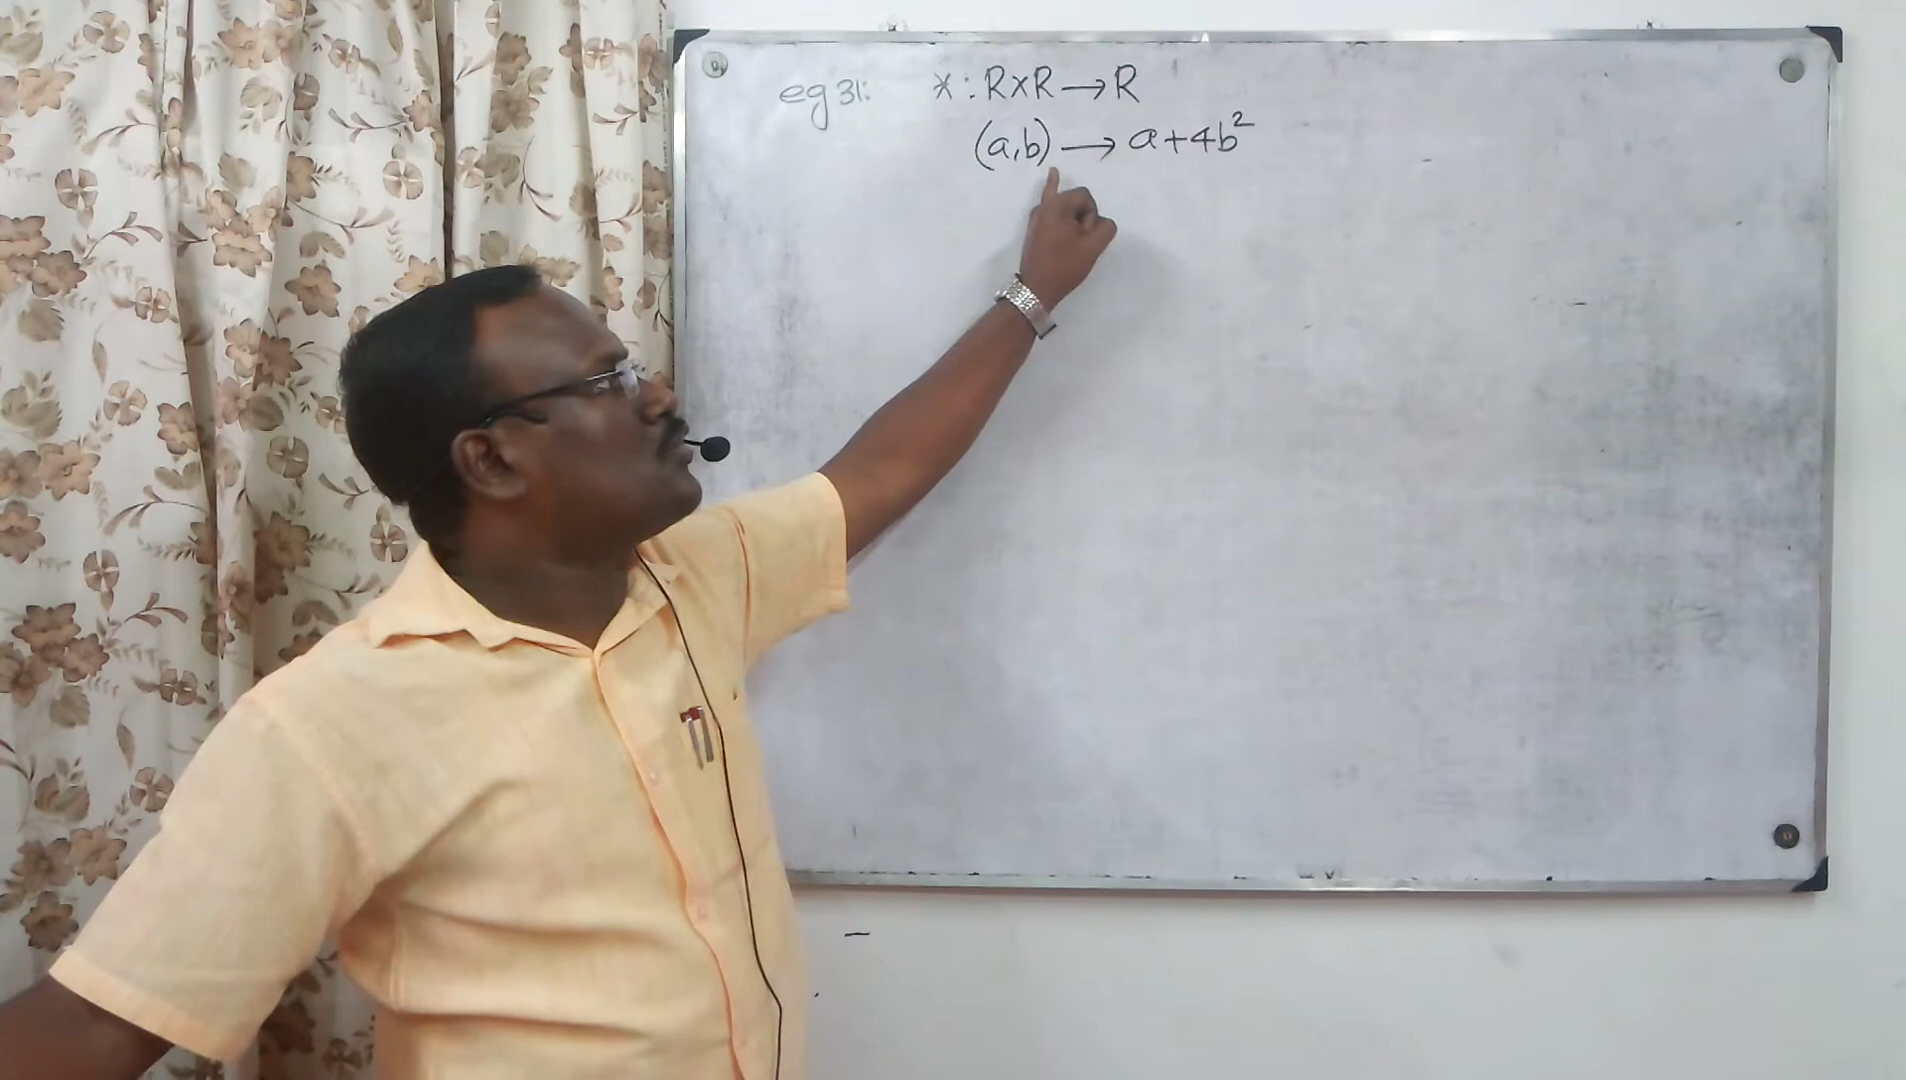 eg 31: * : R×R → R
(a,b) → a+4b²